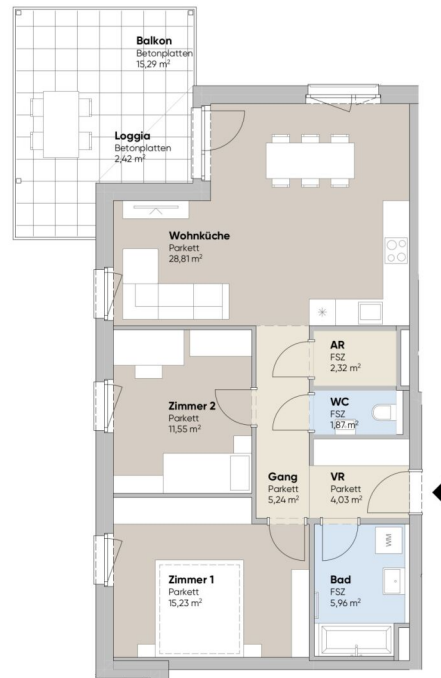 Balkon
Betonplatten
15,29 m²
Loggia
Betonplatten
2,42 m²
Wohnküche
Parkett
28,81 m²
AR
FSZ
2,32 m²
WC
FSZ
1,87 m²
Zimmer 2
Parkett
11,55 m²
Gang
Parkett
5,24 m²
VR
Parkett
4,03 m²
WM
Zimmer 1
Parkett
15,23 m²
Bad
FSZ
5,96 m²